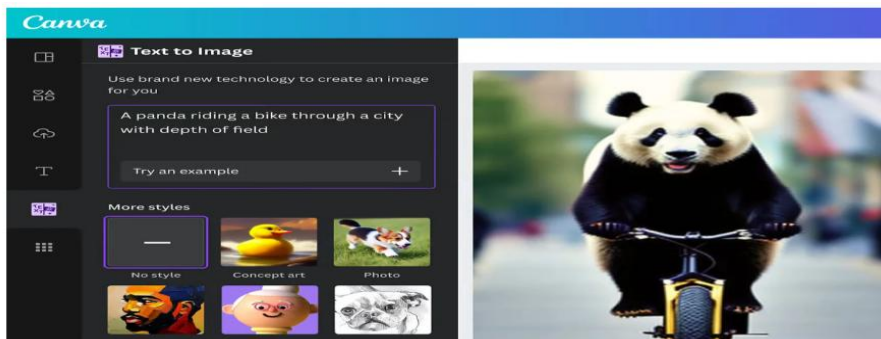 Canva
Text to Image
Use brand new technology to create an image
for you
A panda riding a bike through a city
with depth of field
Try an example
More styles
No style
Concept art
Photo